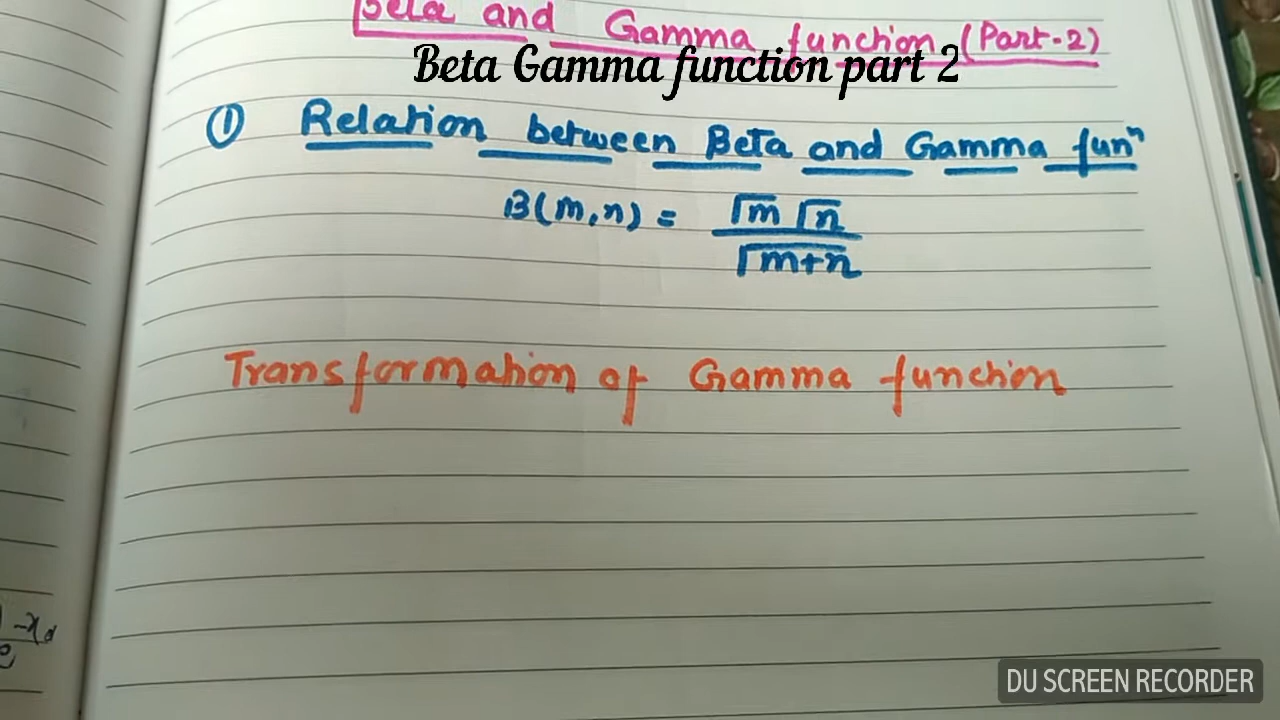 Beta and Gamma function (Part-2)
Beta Gamma function part 2
① Relation between Beta and Gamma funⁿ
B(m,n) = Γm Γn
Γm+n
Transformation of Gamma function
DU SCREEN RECORDER